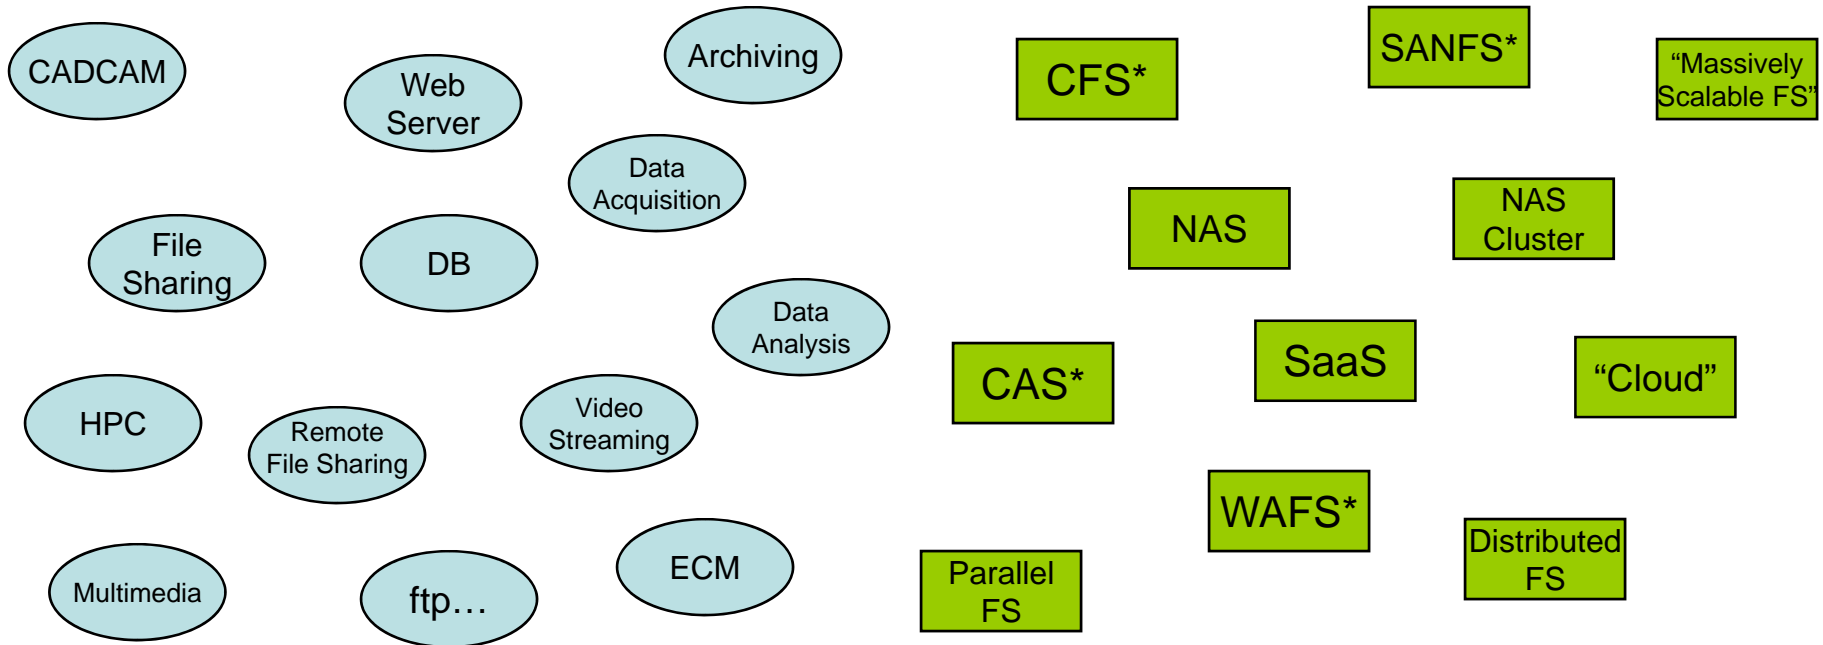 CADCAM
Web
Server
Archiving
Data
Acquisition
File
Sharing
DB
Data
Analysis
HPC
Remote
File Sharing
Video
Streaming
Multimedia
ftp…
ECM
CFS*
SANFS*
“Massively
Scalable FS”
NAS
NAS
Cluster
CAS*
SaaS
“Cloud”
WAFS*
Parallel
FS
Distributed
FS